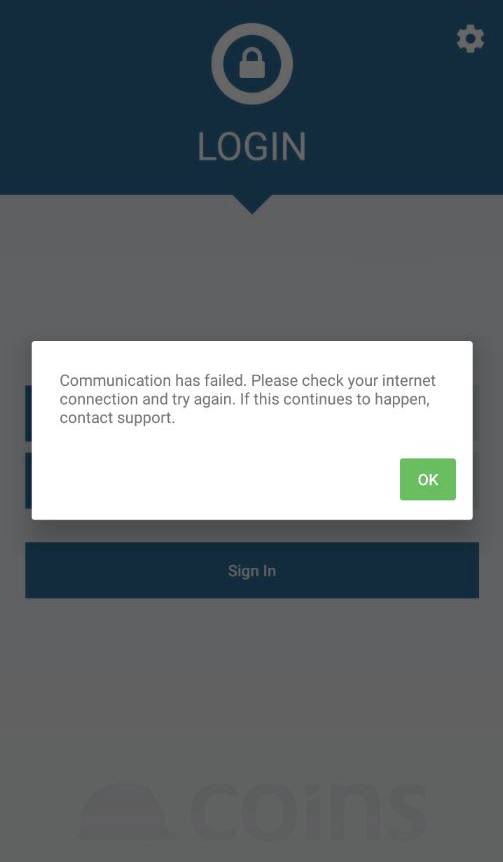 LOGIN
Communication has failed. Please check your internet
connection and try again. If this continues to happen,
contact support.
OK
Sign In
coins